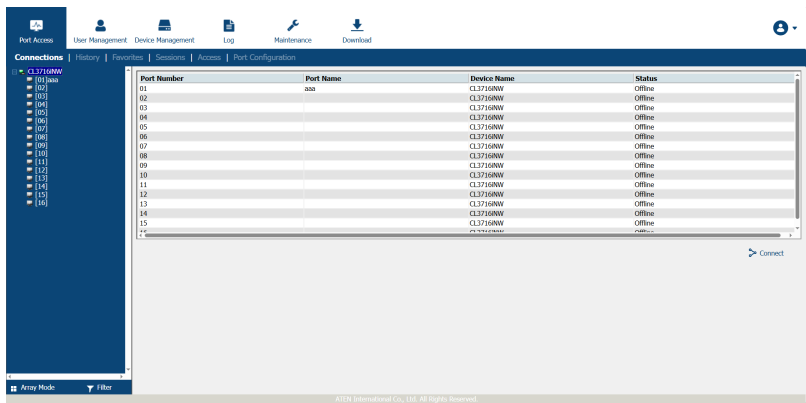 Port Access
User Management
Device Management
Log
Maintenance
Download
Connections | History | Favorites | Sessions | Access | Port Configuration
CL3716iNW
[01]aaa
[02]
[03]
[04]
[05]
[06]
[07]
[08]
[09]
[10]
[11]
[12]
[13]
[14]
[15]
[16]
Port Number Port Name Device Name Status
01 aaa CL3716iNW Offline
02 CL3716iNW Offline
03 CL3716iNW Offline
04 CL3716iNW Offline
05 CL3716iNW Offline
06 CL3716iNW Offline
07 CL3716iNW Offline
08 CL3716iNW Offline
09 CL3716iNW Offline
10 CL3716iNW Offline
11 CL3716iNW Offline
12 CL3716iNW Offline
13 CL3716iNW Offline
14 CL3716iNW Offline
15 CL3716iNW Offline
16 CL3716iNW Offline
Connect
Array Mode
Filter
ATEN International Co., Ltd. All Rights Reserved.